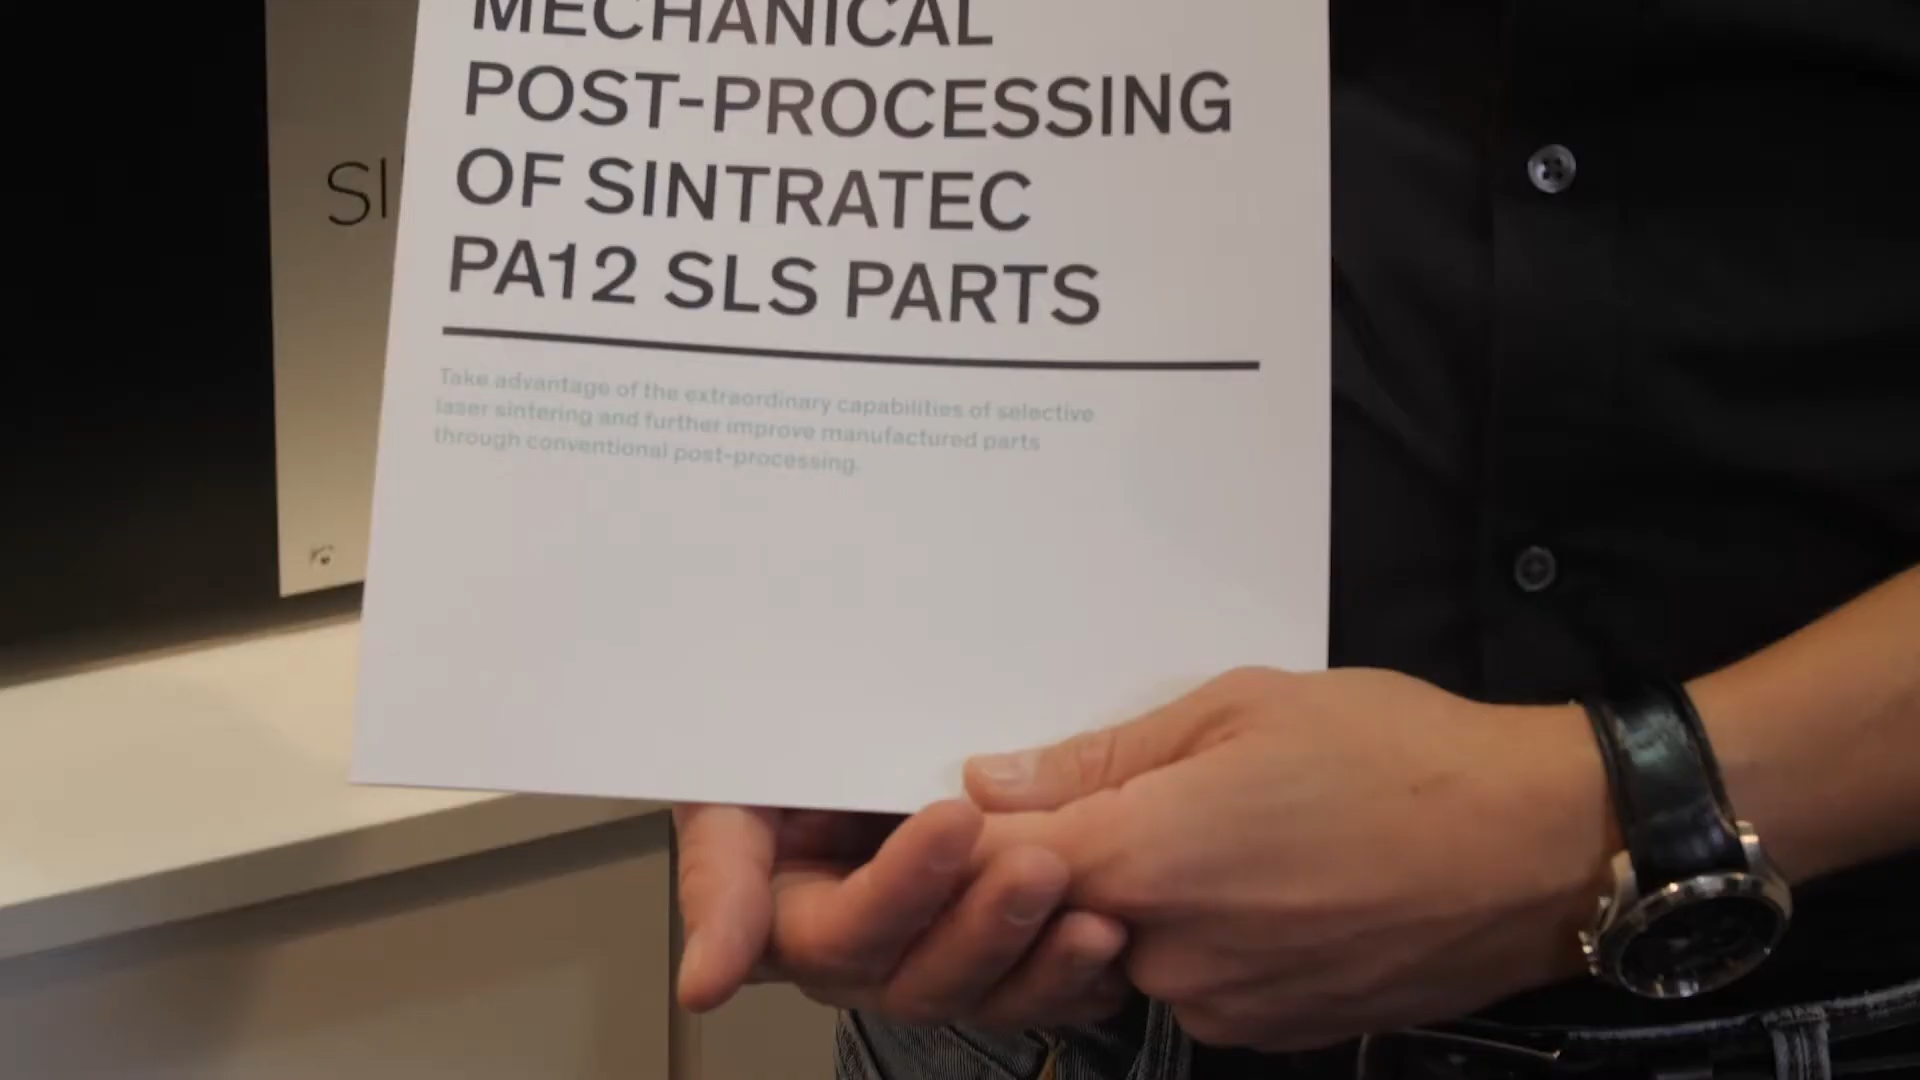 MECHANICAL
POST-PROCESSING
OF SINTRATEC
PA12 SLS PARTS
Take advantage of the extraordinary capabilities of selective
laser sintering and further improve manufactured parts
through conventional post-processing.
SI